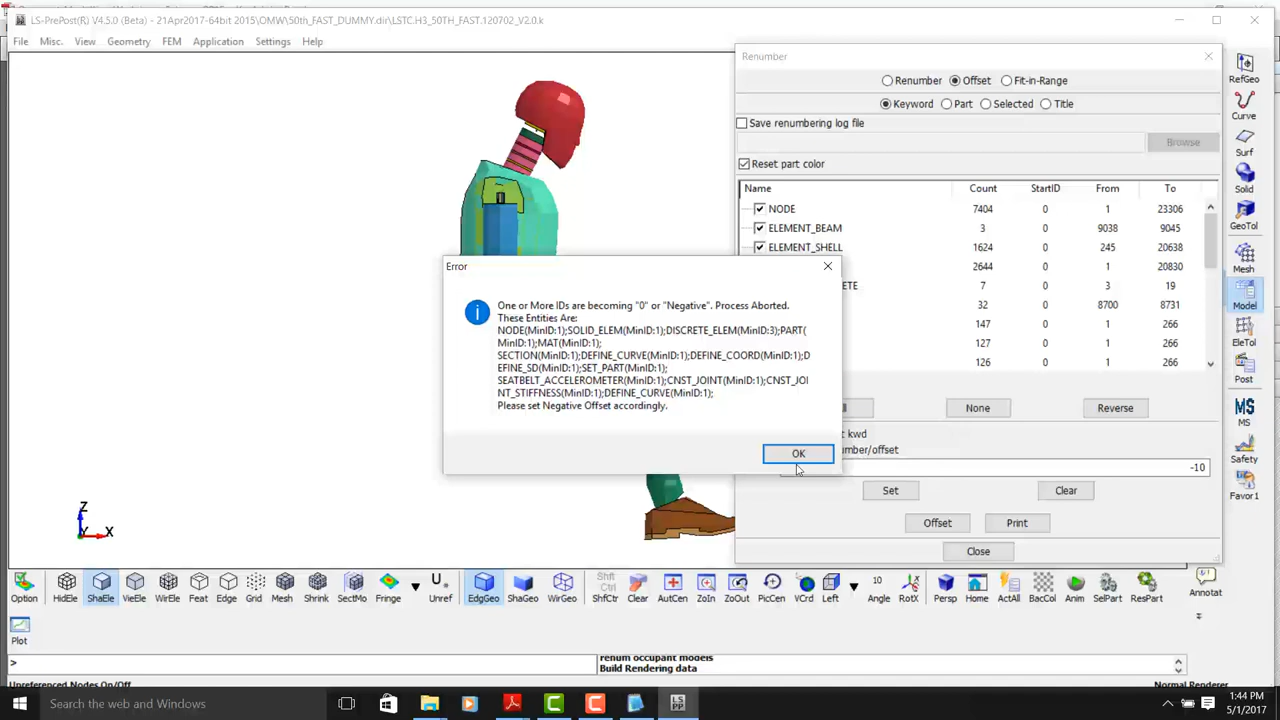 LS-PrePost(R) V4.5.0 (Beta) - 21Apr2017-64bit 2015\OMW\50th_FAST_DUMMY.dir\LSTC.H3_50TH_FAST.120702_V2.0.k
File Misc. View Geometry FEM Application Settings Help
Renumber
Renumber Offset Fit-in-Range
Keyword Part Selected Title
Save renumbering log file
Browse
Reset part color
Name Count StartID From To
NODE 7404 0 1 23306
ELEMENT_BEAM 3 0 9038 9045
ELEMENT_SHELL 1624 0 245 20638
2644 0 1 20830
ETE 7 0 3 19
32 0 8700 8731
147 0 1 266
127 0 1 266
126 0 1 266
None Reverse
t kwd
mber/offset
-10
Set Clear
Offset Print
Close
Error
One or More IDs are becoming "0" or "Negative". Process Aborted.
These Entities Are:
NODE(MinID:1);SOLID_ELEM(MinID:1);DISCRETE_ELEM(MinID:3);PART(
MinID:1);MAT(MinID:1);
SECTION(MinID:1);DEFINE_CURVE(MinID:1);DEFINE_COORD(MinID:1);D
EFINE_SD(MinID:1);SET_PART(MinID:1);
SEATBELT_ACCELEROMETER(MinID:1);CNST_JOINT(MinID:1);CNST_JOI
NT_STIFFNESS(MinID:1);DEFINE_CURVE(MinID:1);
Please set Negative Offset accordingly.
OK
RefGeo
Curve
Surf
Solid
GeoTol
Mesh
Model
EleTol
Post
MS
MS
Safety
Favor1
Z
Y X
Option HidEle ShaEle VieEle WirEle Feat Edge Grid Mesh Shrink SectMo Fringe Unref EdgGeo ShaGeo WirGeo ShfCtr Clear AutCen ZoIn ZoOut PicCen VCrd Left Angle RotX Persp Home ActAll BacCol Anim SelPart ResPart Annotat
Shft
Ctrl
10
Plot
>
renum occupant models
Build Rendering data
Unreferenced Nodes On/Off Normal Renderer
Search the web and Windows
LS
PP
1:44 PM
5/1/2017